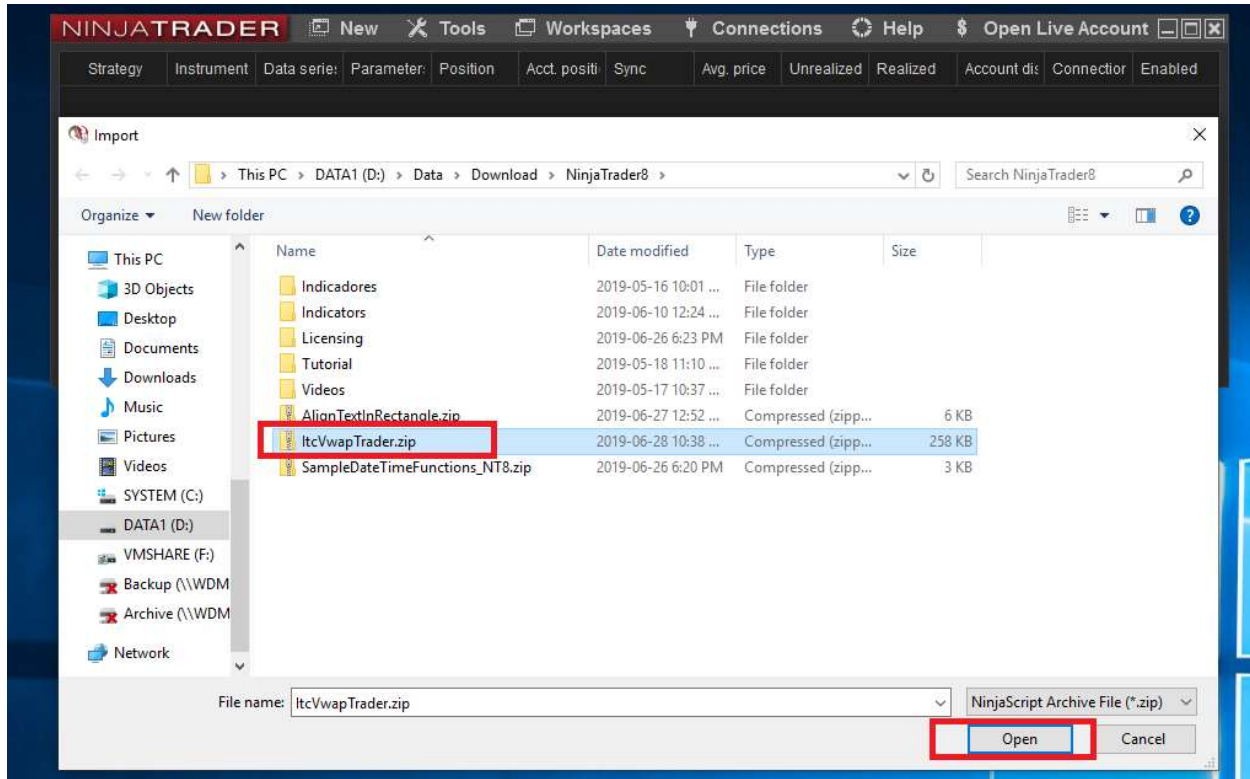 NINJATRADER New Tools Workspaces Connections Help $ Open Live Account
Strategy Instrument Data series Parameter: Position Acct. positi Sync Avg. price Unrealized Realized Account dis Connectior Enabled
Import
> This PC > DATA1 (D:) > Data > Download > NinjaTrader8 > Search NinjaTrader8
Organize New folder
Name Date modified Type Size
This PC
3D Objects
Desktop
Documents
Downloads
Music
Pictures
Videos
SYSTEM (C:)
DATA1 (D:)
VMSHARE (F:)
Backup (\\WDM
Archive (\\WDM
Network
Indicadores 2019-05-16 10:01 ... File folder
Indicators 2019-06-10 12:24 ... File folder
Licensing 2019-06-26 6:23 PM File folder
Tutorial 2019-05-18 11:10 ... File folder
Videos 2019-05-17 10:37 ... File folder
AlignTextInRectangle.zip 2019-06-27 12:52 ... Compressed (zipp... 6 KB
ItcVwapTrader.zip 2019-06-28 10:38 ... Compressed (zipp... 258 KB
SampleDateTimeFunctions_NT8.zip 2019-06-26 6:20 PM Compressed (zipp... 3 KB
File name: ItcVwapTrader.zip NinjaScript Archive File (*.zip)
Open Cancel